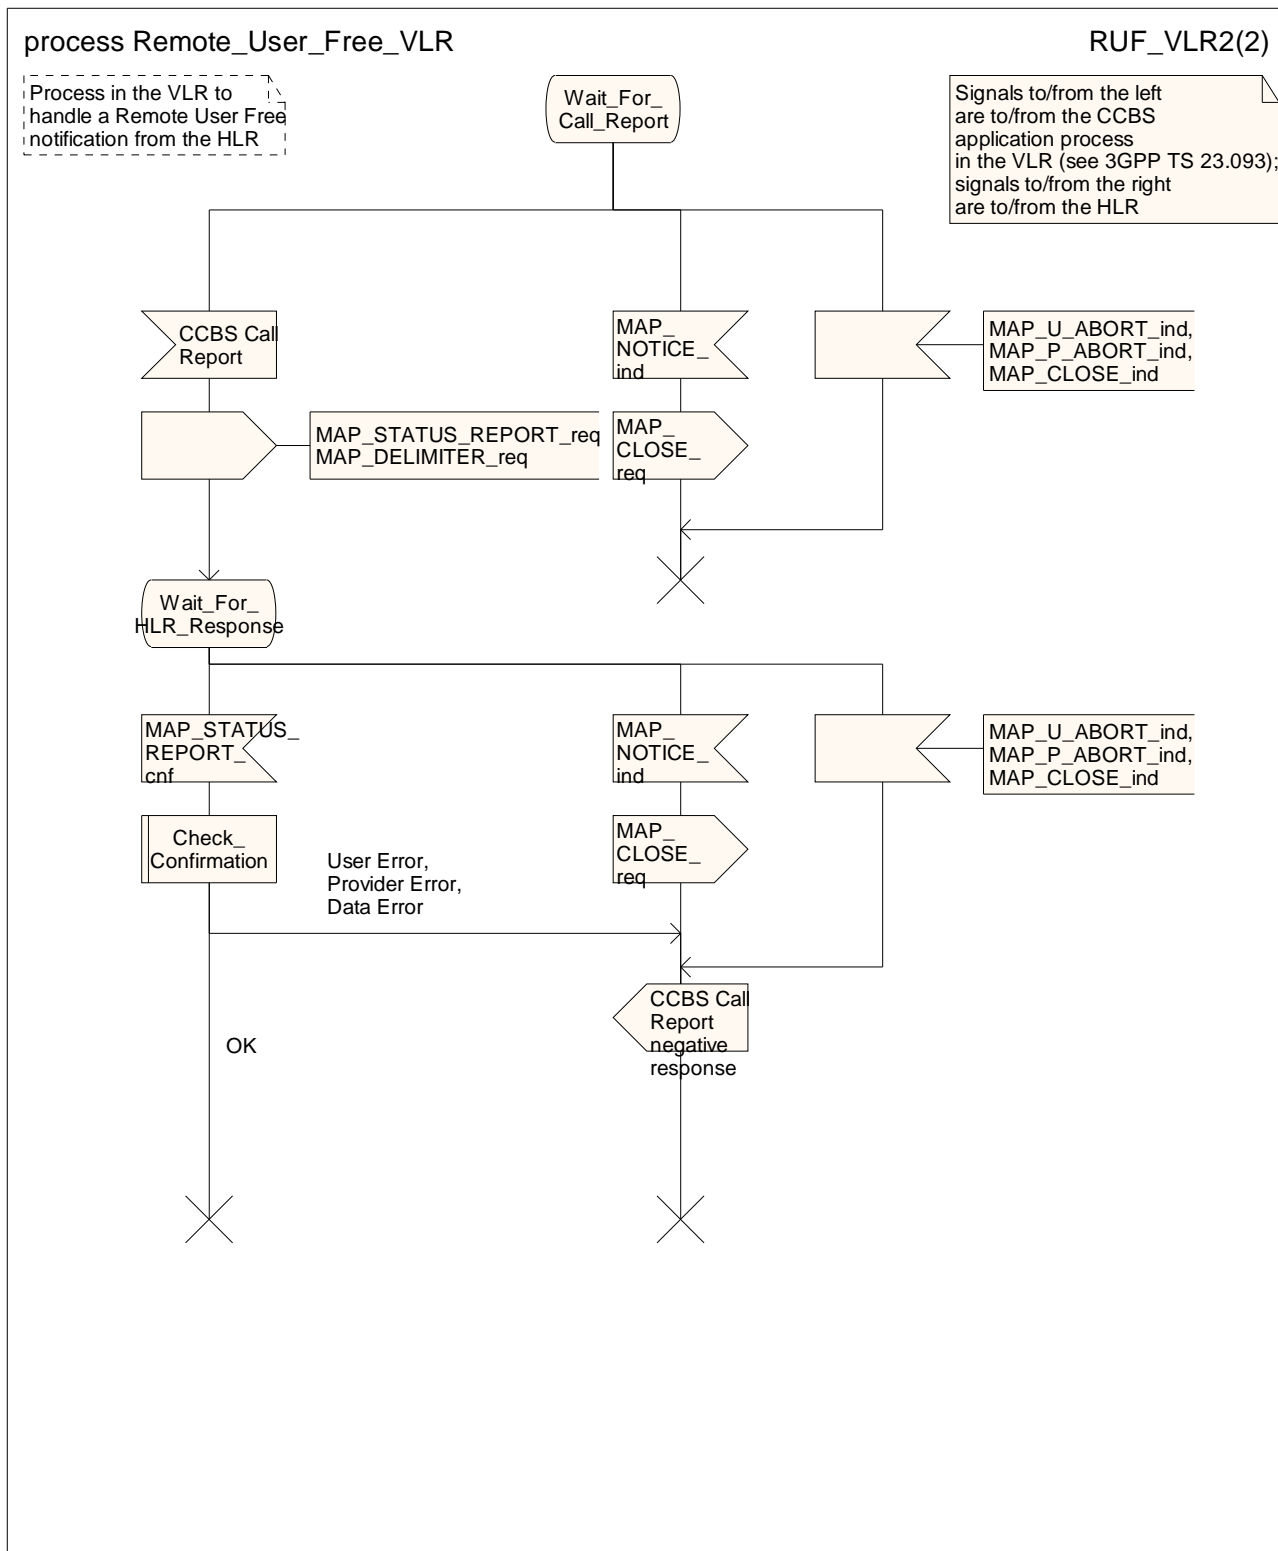 process Remote_User_Free_VLR
RUF_VLR2(2)
Process in the VLR to
handle a Remote User Free
notification from the HLR
Wait_For_
Call_Report
Signals to/from the left
are to/from the CCBS
application process
in the VLR (see 3GPP TS 23.093);
signals to/from the right
are to/from the HLR
CCBS Call
Report
MAP_
NOTICE_
ind
MAP_U_ABORT_ind,
MAP_P_ABORT_ind,
MAP_CLOSE_ind
MAP_STATUS_REPORT_req
MAP_DELIMITER_req
MAP_
CLOSE_
req
Wait_For_
HLR_Response
MAP_STATUS_
REPORT_
cnf
MAP_
NOTICE_
ind
MAP_U_ABORT_ind,
MAP_P_ABORT_ind,
MAP_CLOSE_ind
Check_
Confirmation
User Error,
Provider Error,
Data Error
MAP_
CLOSE_
req
CCBS Call
Report
negative
response
OK